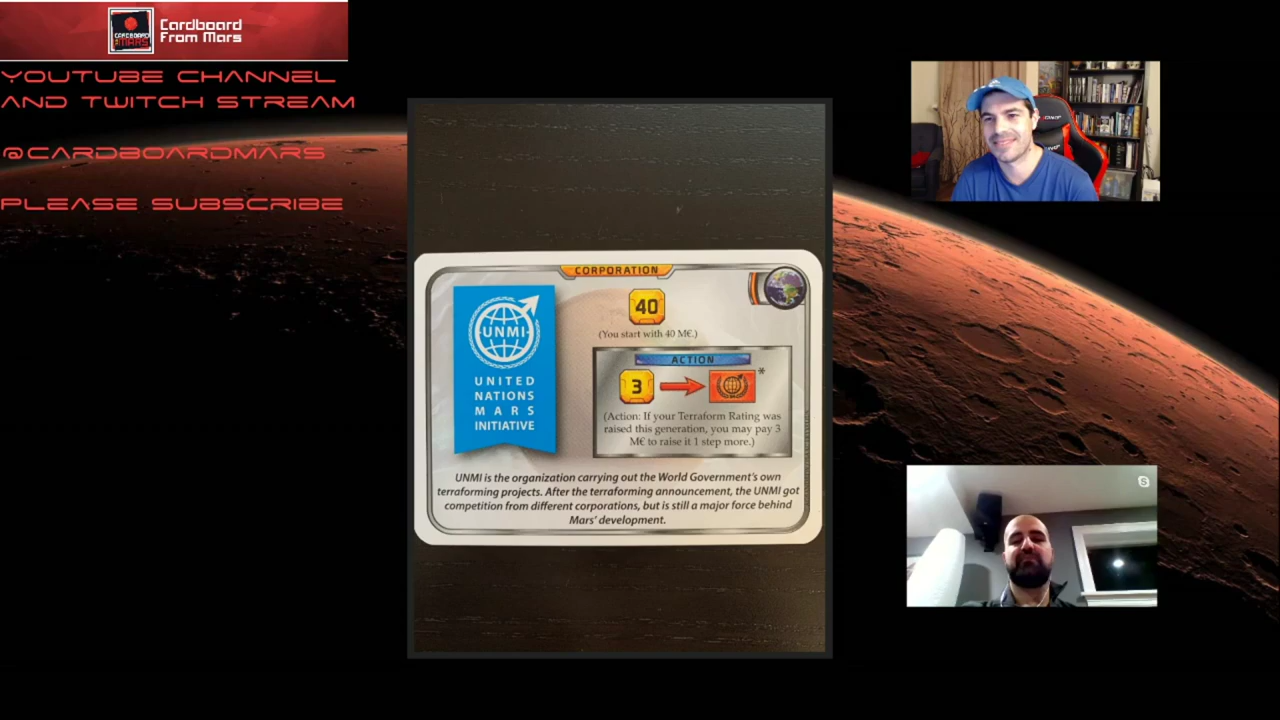 Cardboard
From Mars
CARDBOARD
MARS
YOUTUBE CHANNEL
AND TWITCH STREAM
@CARDBOARDMARS
PLEASE SUBSCRIBE
CORPORATION
40
(You start with 40 M€.)
ACTION
3
*
(Action: If your Terraform Rating was
raised this generation, you may pay 3
M€ to raise it 1 step more.)
UNMI
UNITED
NATIONS
MARS
INITIATIVE
UNMI is the organization carrying out the World Government's own
terraforming projects. After the terraforming announcement, the UNMI got
competition from different corporations, but is still a major force behind
Mars' development.